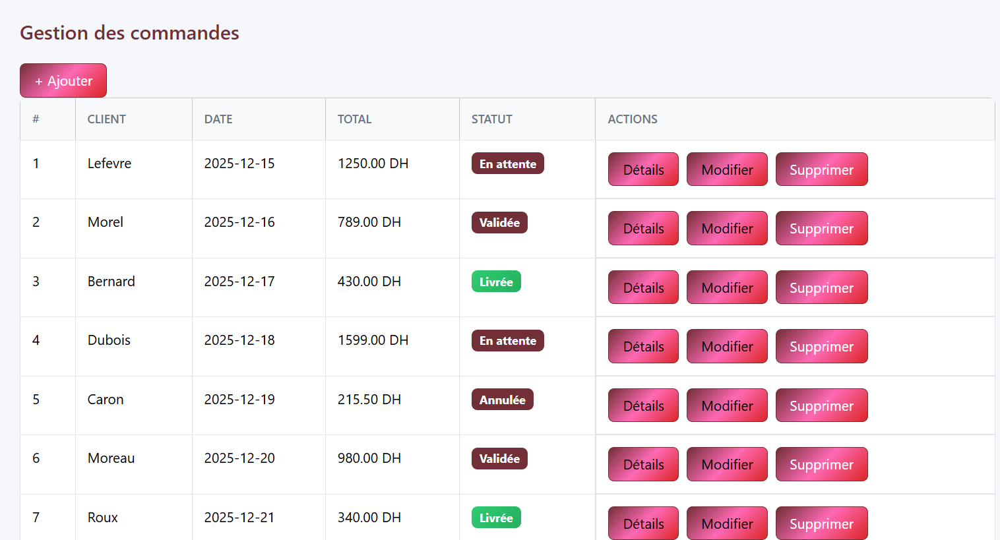 Gestion des commandes
+ Ajouter
# CLIENT DATE TOTAL STATUT ACTIONS
1 Lefevre 2025-12-15 1250.00 DH En attente Détails Modifier Supprimer
2 Morel 2025-12-16 789.00 DH Validée Détails Modifier Supprimer
3 Bernard 2025-12-17 430.00 DH Livrée Détails Modifier Supprimer
4 Dubois 2025-12-18 1599.00 DH En attente Détails Modifier Supprimer
5 Caron 2025-12-19 215.50 DH Annulée Détails Modifier Supprimer
6 Moreau 2025-12-20 980.00 DH Validée Détails Modifier Supprimer
7 Roux 2025-12-21 340.00 DH Livrée Détails Modifier Supprimer